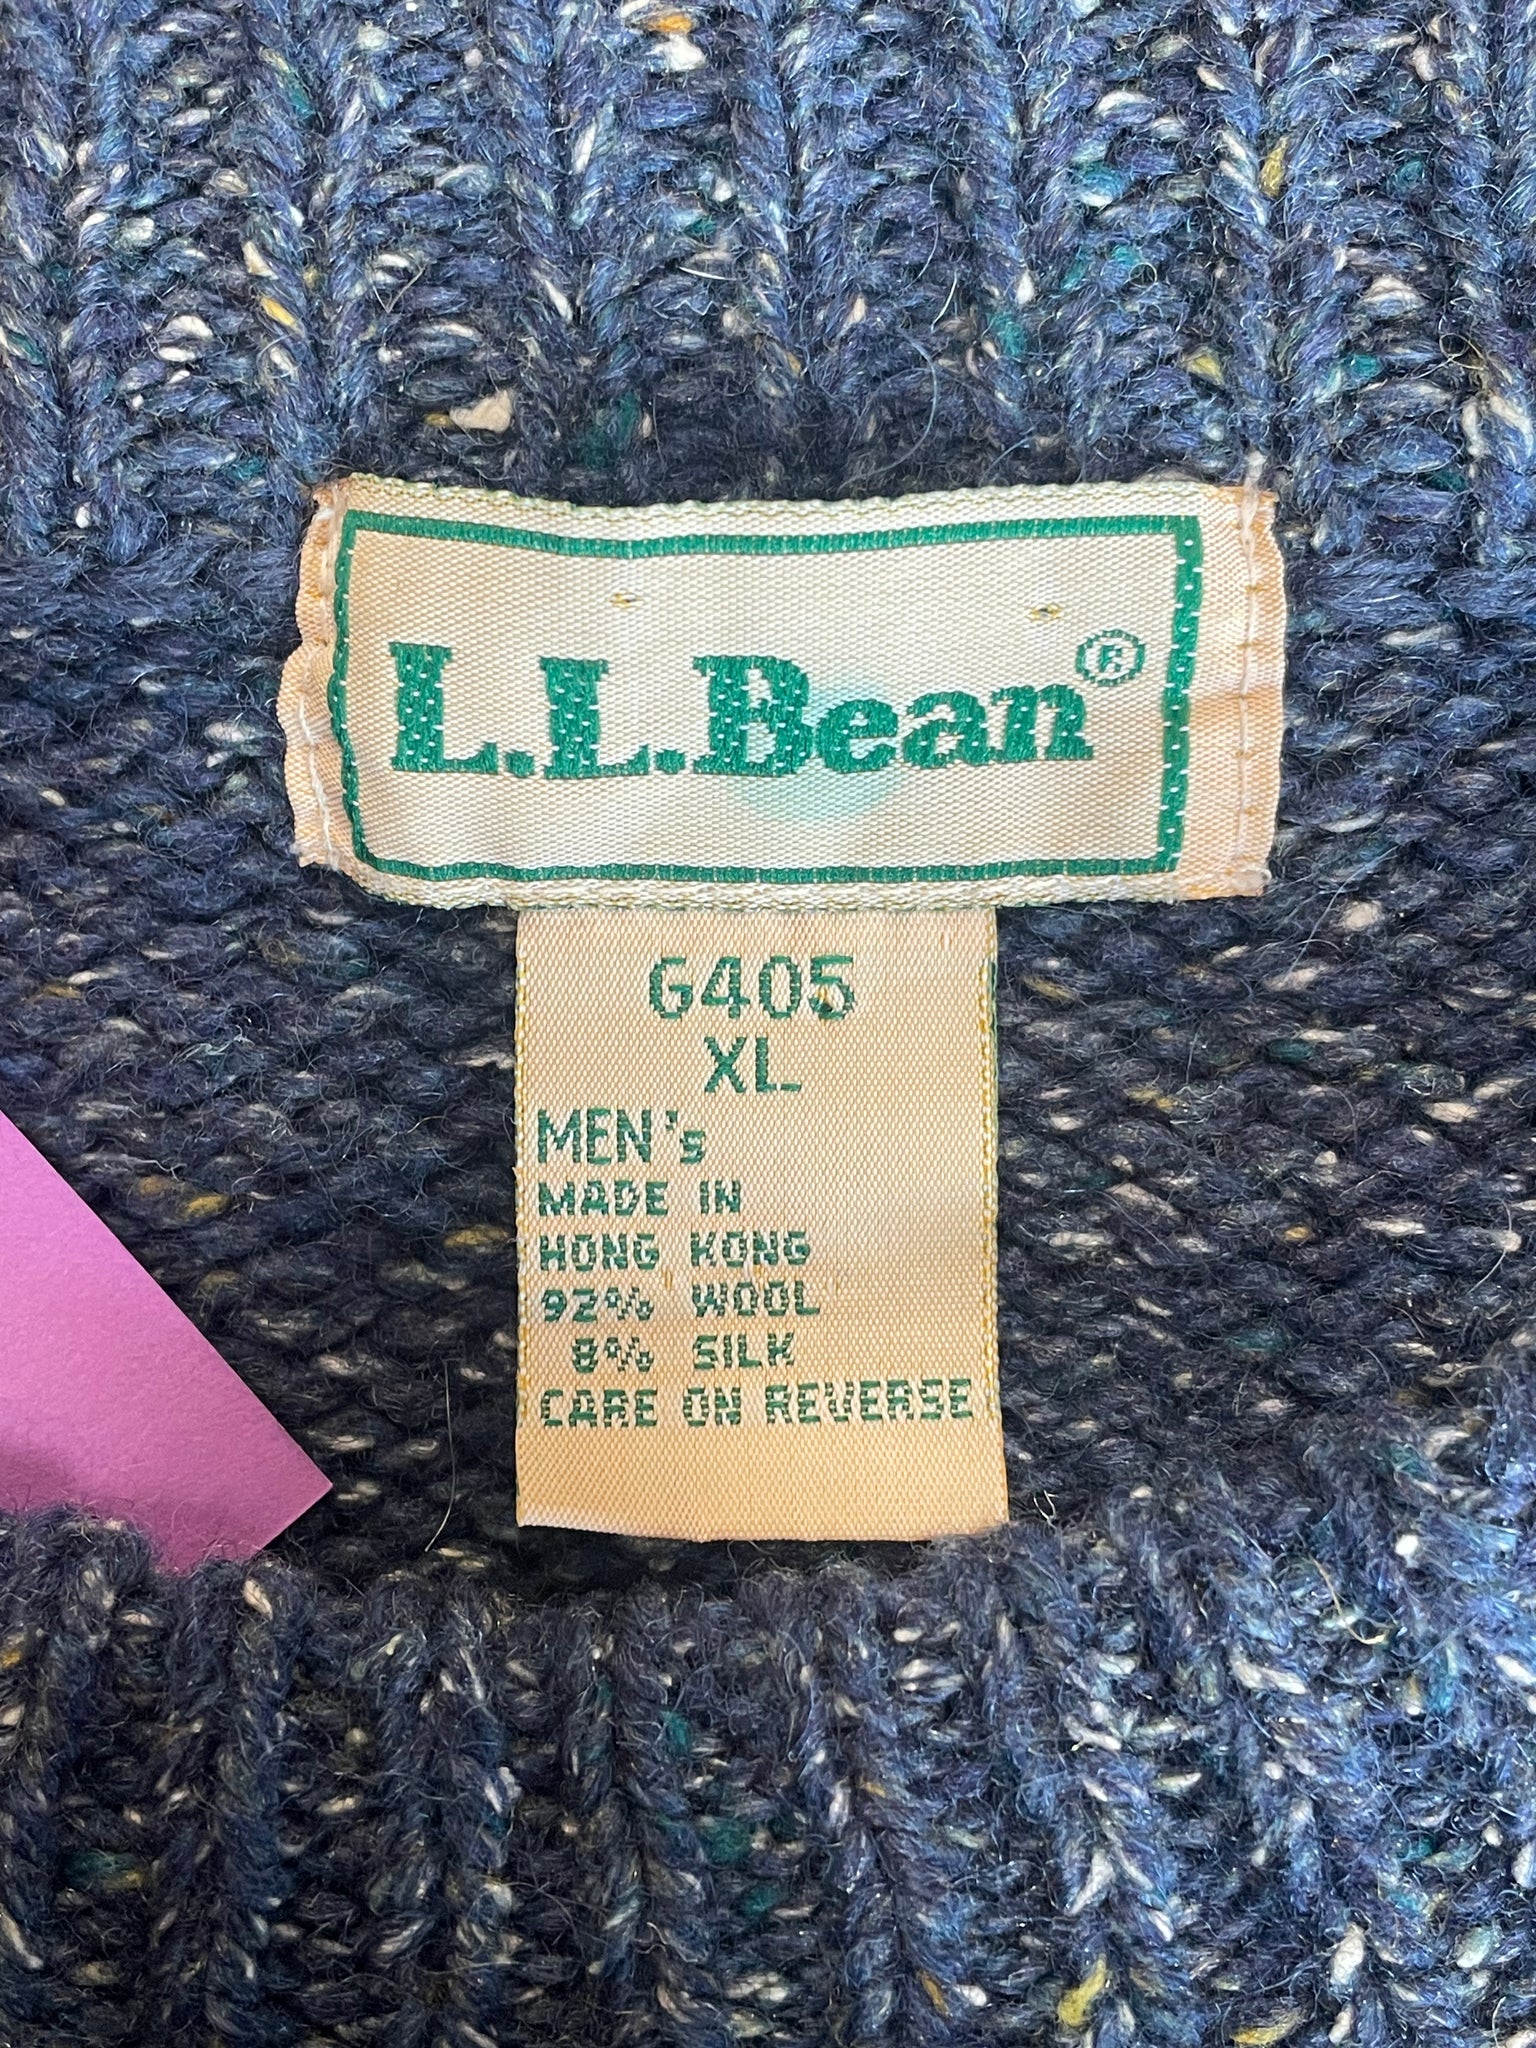 L.L.Bean®
G405
XL
MEN's
MADE IN
HONG KONG
92% WOOL
8% SILK
CARE ON REVERSE